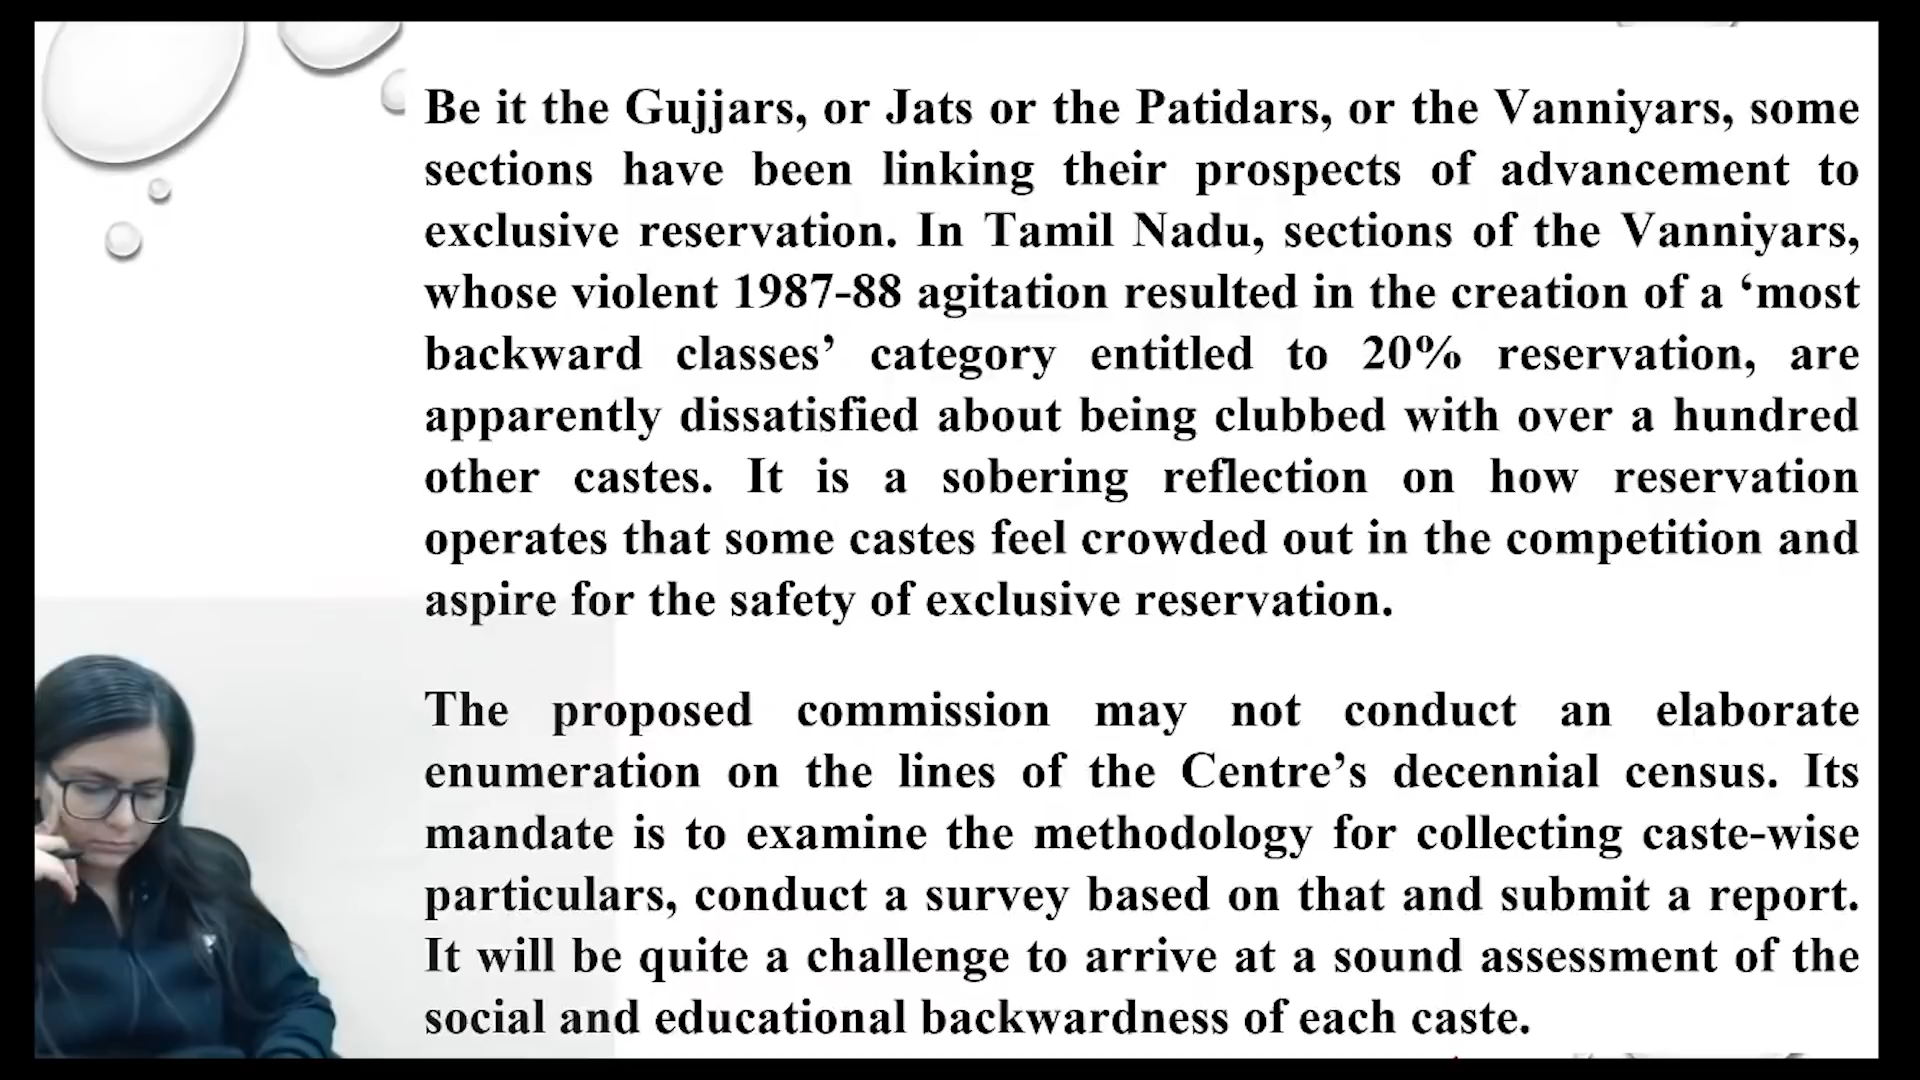 Be it the Gujjars, or Jats or the Patidars, or the Vanniyars, some
sections have been linking their prospects of advancement to
exclusive reservation. In Tamil Nadu, sections of the Vanniyars,
whose violent 1987-88 agitation resulted in the creation of a ‘most
backward classes’ category entitled to 20% reservation, are
apparently dissatisfied about being clubbed with over a hundred
other castes. It is a sobering reflection on how reservation
operates that some castes feel crowded out in the competition and
aspire for the safety of exclusive reservation.
The proposed commission may not conduct an elaborate
enumeration on the lines of the Centre’s decennial census. Its
mandate is to examine the methodology for collecting caste-wise
particulars, conduct a survey based on that and submit a report.
It will be quite a challenge to arrive at a sound assessment of the
social and educational backwardness of each caste.